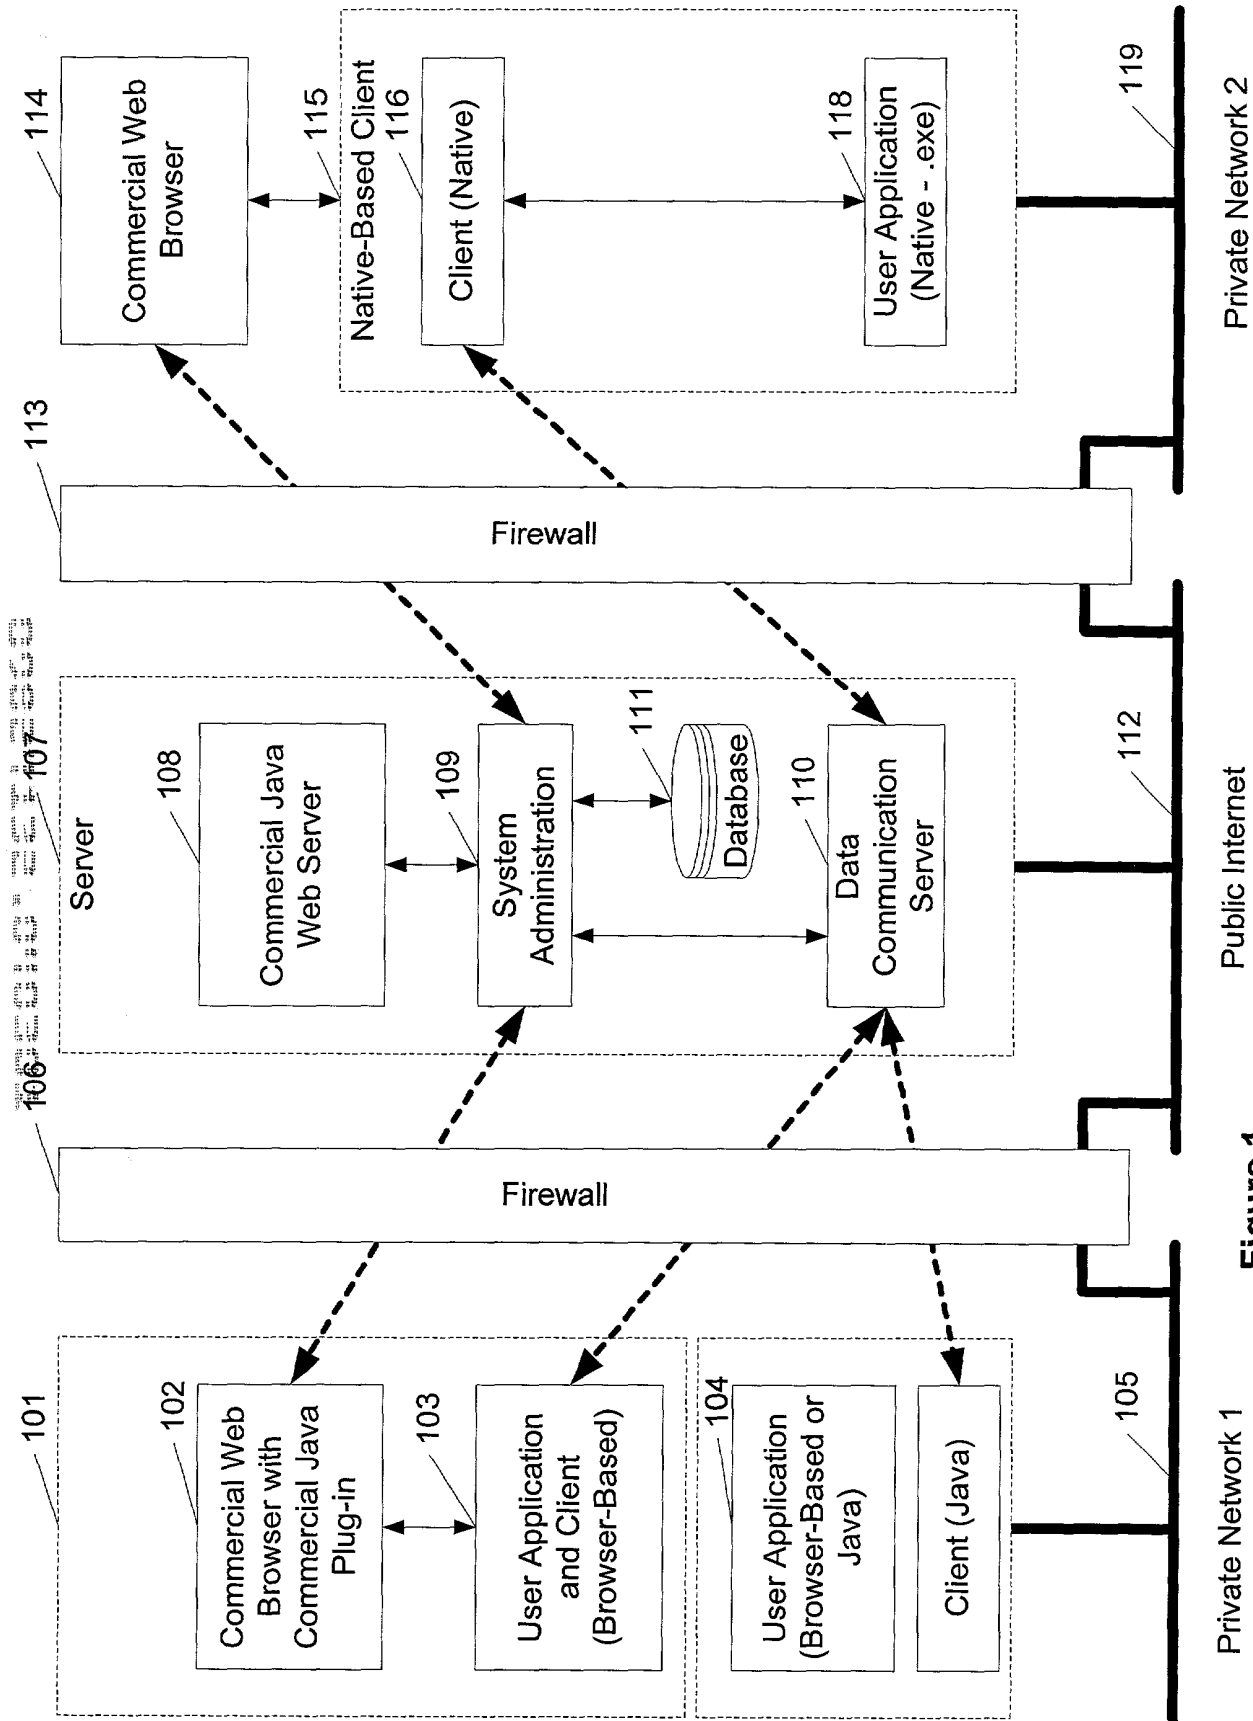 101
102
Commercial Web
Browser with
Commercial Java
Plug-in
103
User Application
and Client
(Browser-Based)
104
User Application
(Browser-Based or
Java)
Client (Java)
105
Private Network 1
106
Firewall
107
Server
108
Commercial Java
Web Server
109
System
Administration
111
Database
110
Data
Communication
Server
112
Public Internet
Figure 1
113
Firewall
114
Commercial Web
Browser
115
Native-Based Client
116
Client (Native)
118
User Application
(Native - .exe)
119
Private Network 2